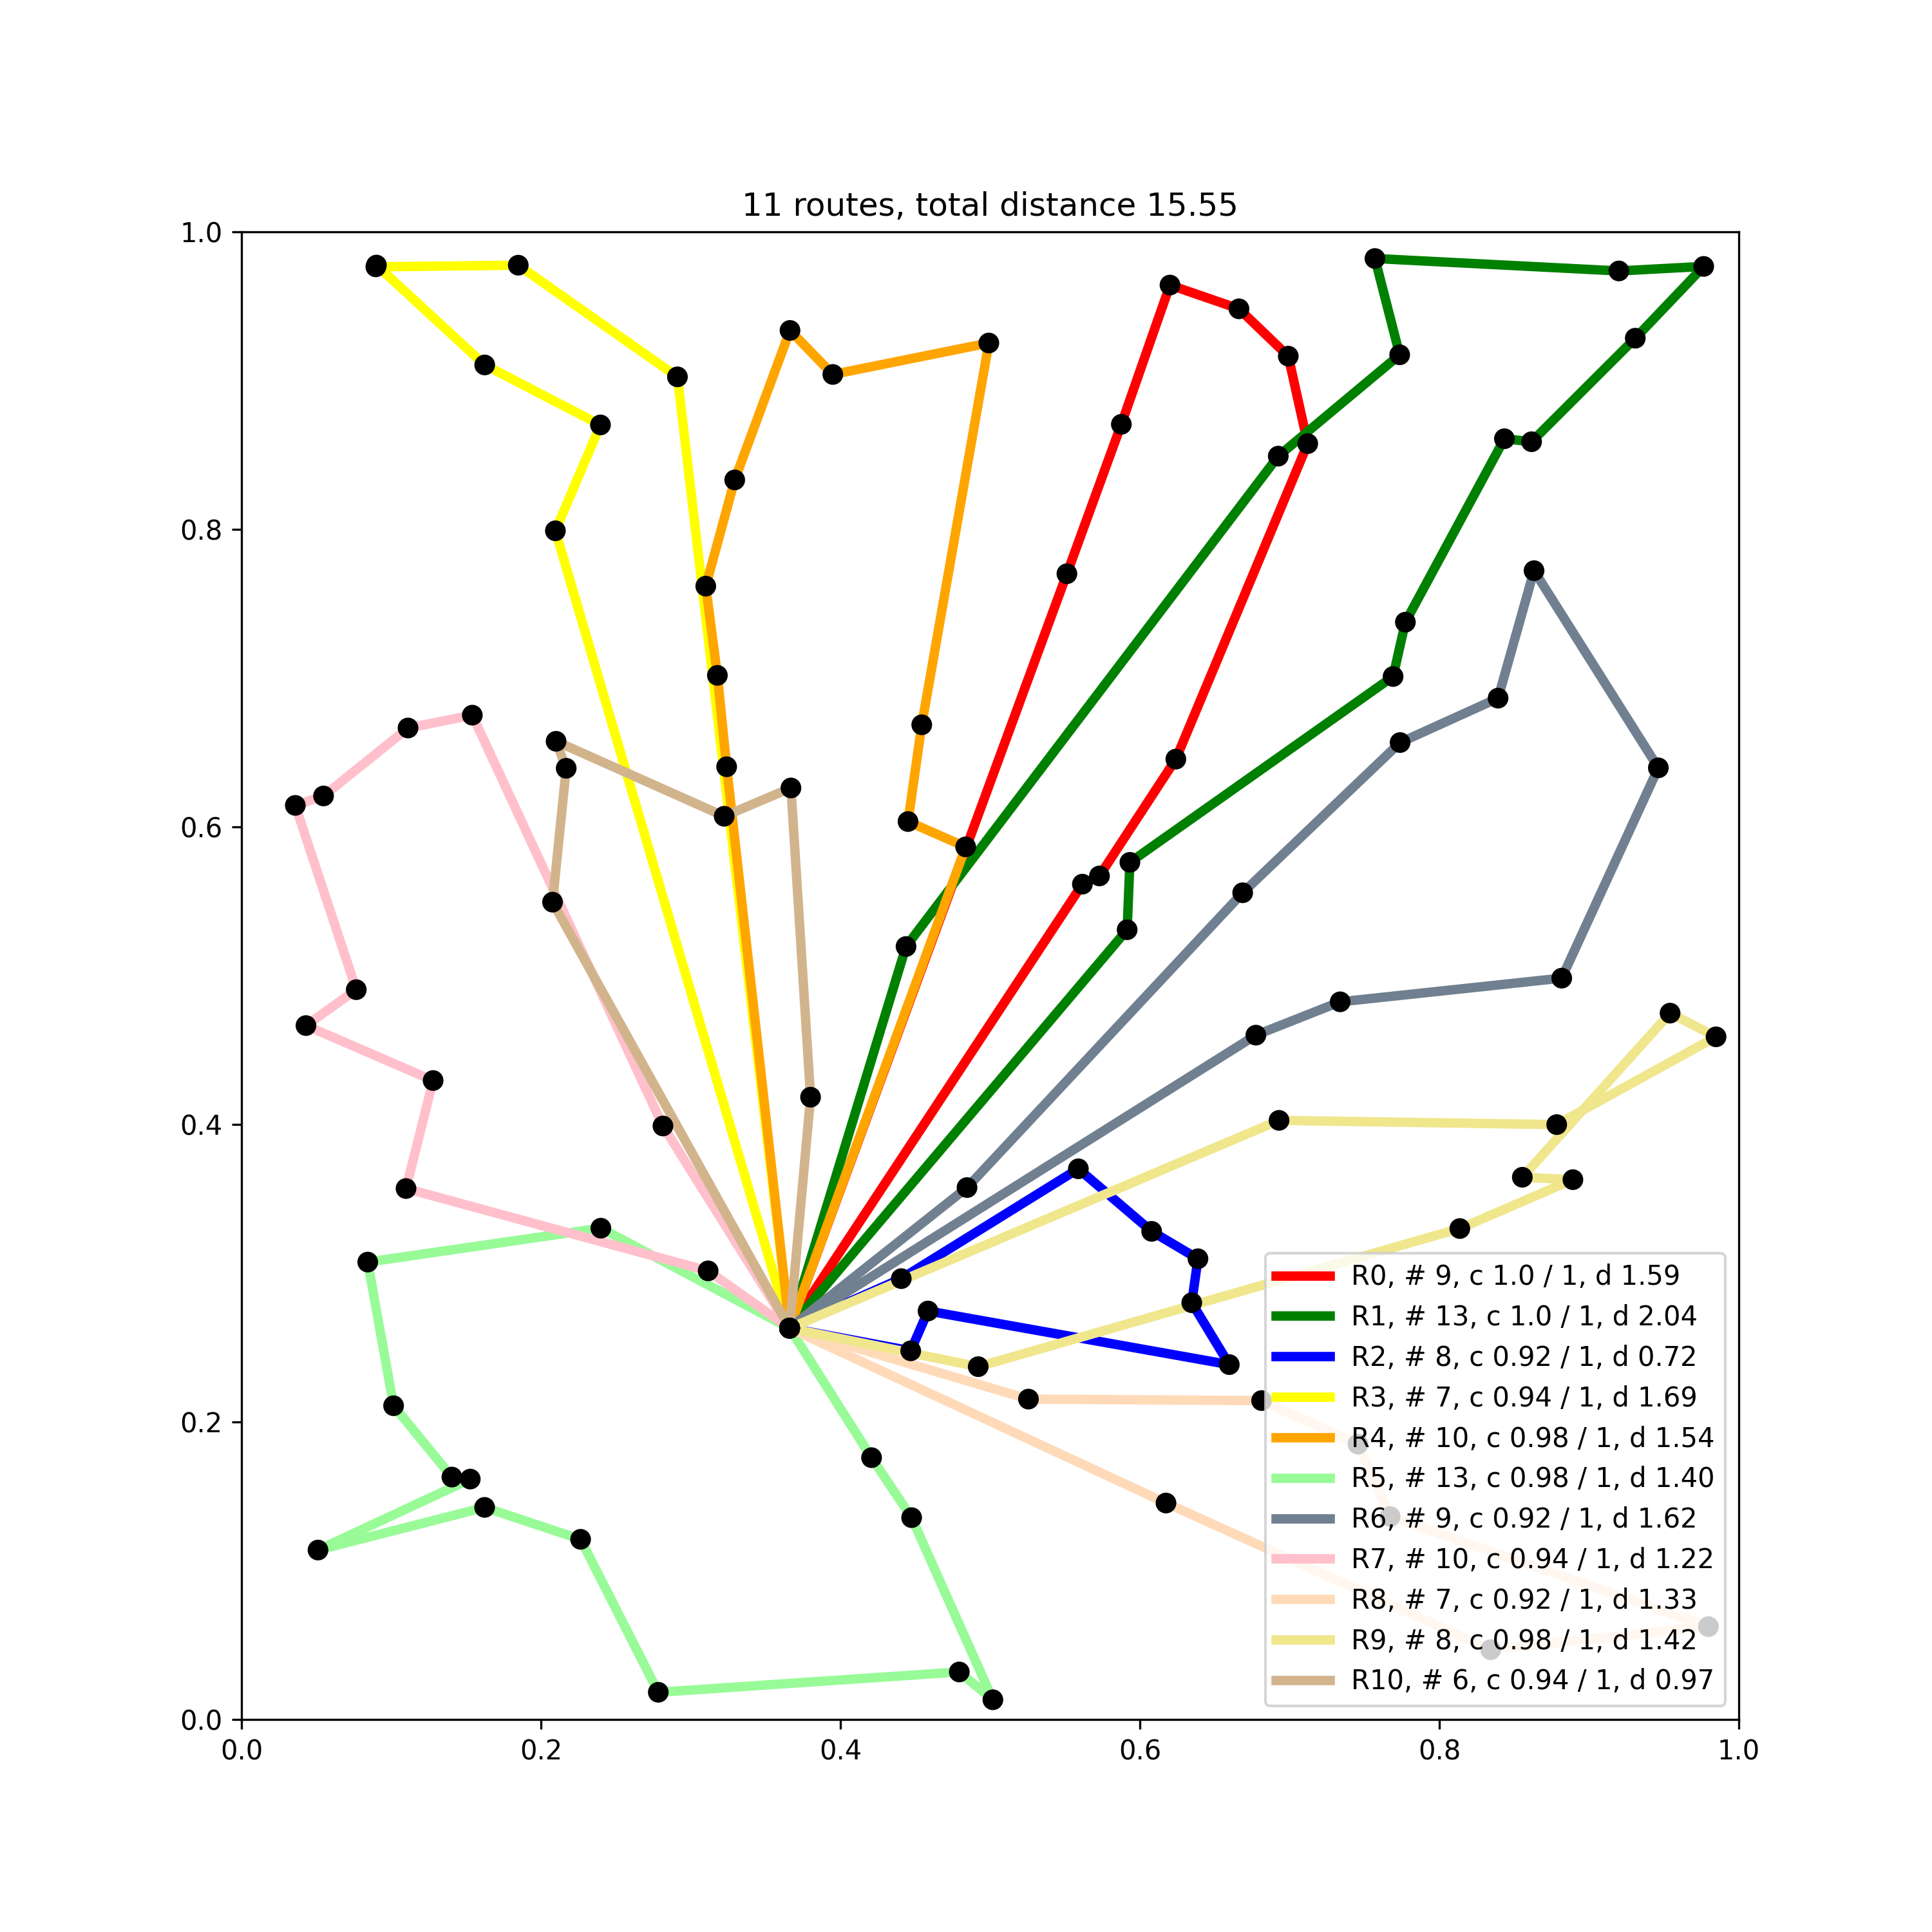 11 routes, total distance 15.55
1.0
0.8
0.6
0.4
0.2
0.0
0.0 0.2 0.4 0.6 0.8 1.0
R0, # 9, c 1.0 / 1, d 1.59
R1, # 13, c 1.0 / 1, d 2.04
R2, # 8, c 0.92 / 1, d 0.72
R3, # 7, c 0.94 / 1, d 1.69
R4, # 10, c 0.98 / 1, d 1.54
R5, # 13, c 0.98 / 1, d 1.40
R6, # 9, c 0.92 / 1, d 1.62
R7, # 10, c 0.94 / 1, d 1.22
R8, # 7, c 0.92 / 1, d 1.33
R9, # 8, c 0.98 / 1, d 1.42
R10, # 6, c 0.94 / 1, d 0.97